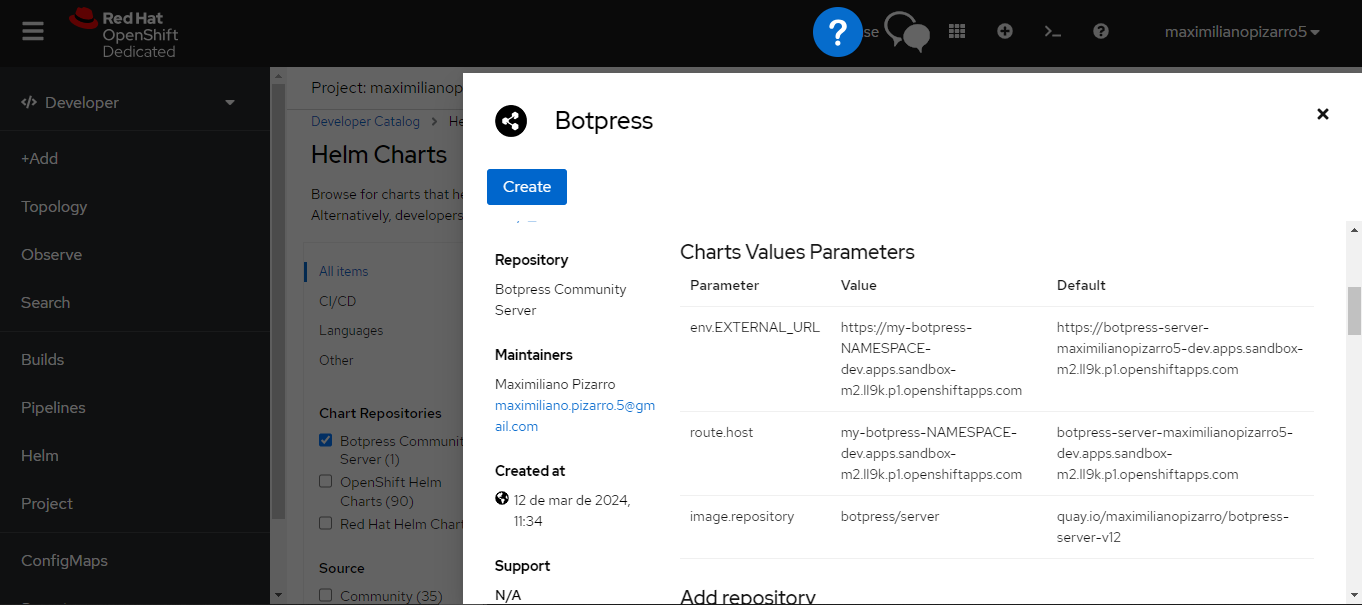 Red Hat
OpenShift
Dedicated
?
se
maximilianopizarro5
Developer
+Add
Topology
Observe
Search
Builds
Pipelines
Helm
Project
ConfigMaps
Project: maximilianop
Developer Catalog > He
Helm Charts
Browse for charts that he
Alternatively, developers
All items
CI/CD
Languages
Other
Chart Repositories
Botpress Communit
Server (1)
OpenShift Helm
Charts (90)
Red Hat Helm Chart
Source
Community (35)
Botpress
Create
Repository
Botpress Community
Server
Maintainers
Maximiliano Pizarro
maximiliano.pizarro.5@gm
ail.com
Created at
12 de mar de 2024,
11:34
Support
N/A
Charts Values Parameters
Parameter Value Default
env.EXTERNAL_URL https://my-botpress- https://botpress-server-
NAMESPACE- maximilianopizarro5-dev.apps.sandbox-
dev.apps.sandbox- m2.ll9k.p1.openshiftapps.com
m2.ll9k.p1.openshiftapps.com
route.host my-botpress-NAMESPACE- botpress-server-maximilianopizarro5-
dev.apps.sandbox- dev.apps.sandbox-
m2.ll9k.p1.openshiftapps.com m2.ll9k.p1.openshiftapps.com
image.repository botpress/server quay.io/maximilianopizarro/botpress-
server-v12
Add repository